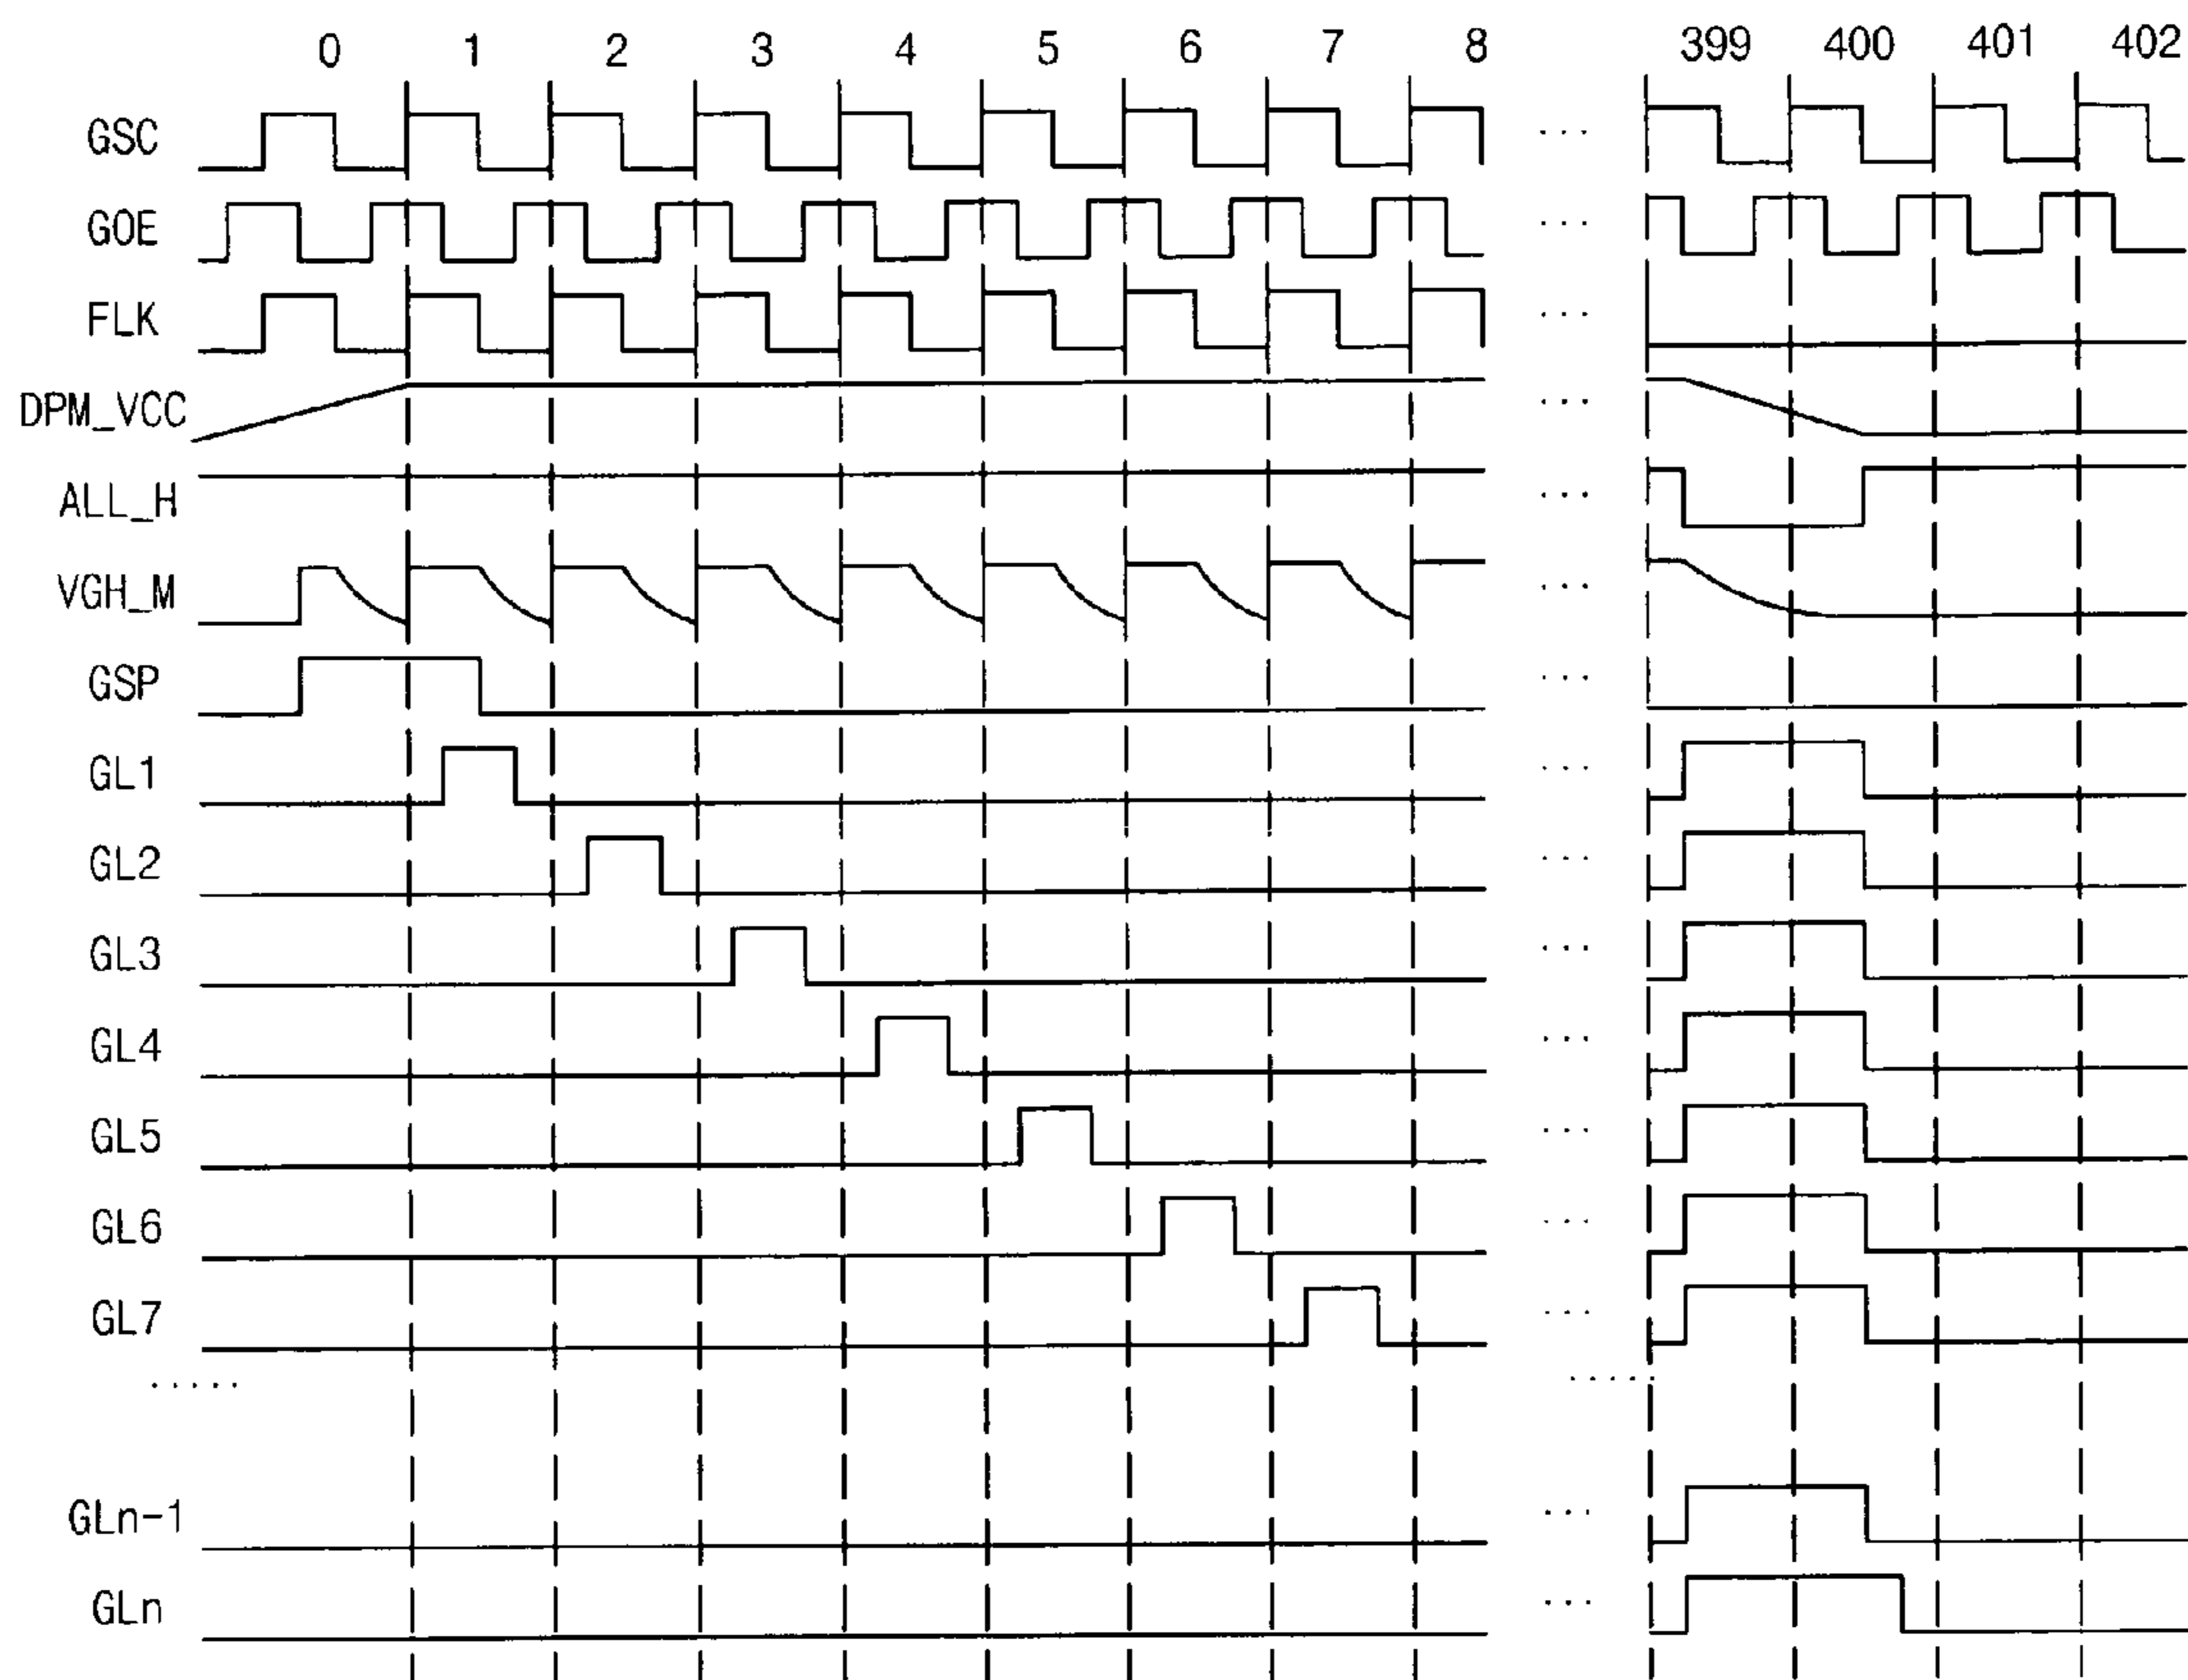 0 1 2 3 4 5 6 7 8 399 400 401 402
GSC ...
GOE ...
FLK ...
DPM_VCC ...
ALL_H ...
VGH_M ...
GSP ...
GL1 ...
GL2 ...
GL3 ...
GL4 ...
GL5 ...
GL6 ...
GL7 ...
..... .....
GLn-1 ...
GLn ...